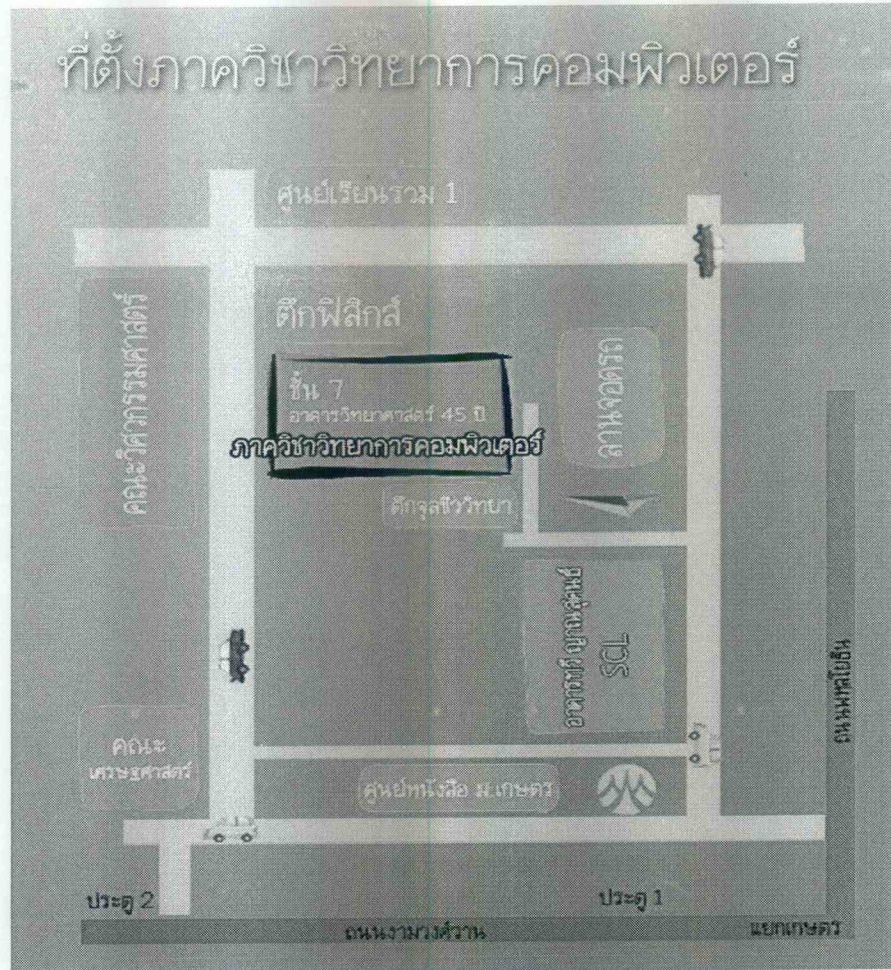 ที่ตั้งภาควิชาวิทยาการคอมพิวเตอร์
ศูนย์เรียนรวม 1
ตึกฟิสิกส์
คณะวิศวกรรมศาสตร์
ชั้น 7
อาคารวิทยาศาสตร์ 45 ปี
ภาควิชาวิทยาการคอมพิวเตอร์
ลานจอดรถ
ตึกจุลชีววิทยา
SCL
ถนนพหลโยธิน
คณะ
เศรษฐศาสตร์
ศูนย์หนังสือ ม.เกษตร
ประตู 2
ประตู 1
ถนนงามวงศ์วาน
แยกเกษตร